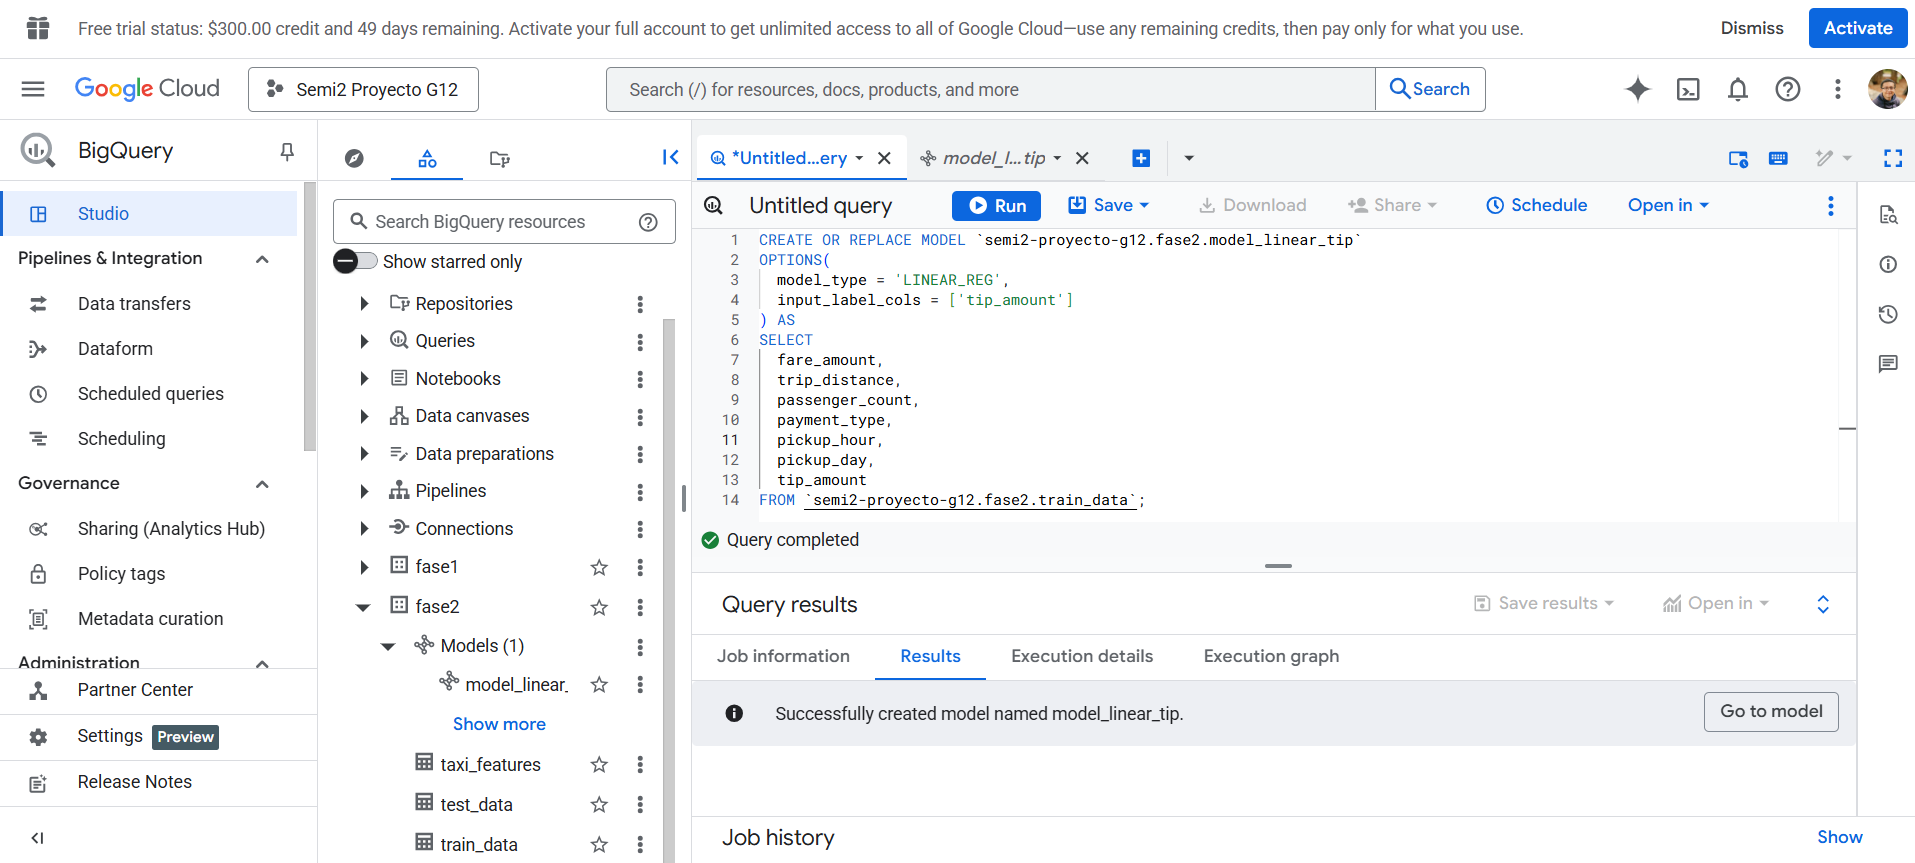 Free trial status: $300.00 credit and 49 days remaining. Activate your full account to get unlimited access to all of Google Cloud—use any remaining credits, then pay only for what you use.
Dismiss
Activate
Google Cloud
Semi2 Proyecto G12
Search (/) for resources, docs, products, and more
Search
BigQuery
Studio
Pipelines & Integration
Data transfers
Dataform
Scheduled queries
Scheduling
Governance
Sharing (Analytics Hub)
Policy tags
Metadata curation
Administration
Partner Center
Settings Preview
Release Notes
Search BigQuery resources
Show starred only
Repositories
Queries
Notebooks
Data canvases
Data preparations
Pipelines
Connections
fase1
fase2
Models (1)
model_linear_
Show more
taxi_features
test_data
train_data
*Untitled...ery
model_l...tip
Untitled query
Run
Save
Download
Share
Schedule
Open in
1 CREATE OR REPLACE MODEL `semi2-proyecto-g12.fase2.model_linear_tip`
2 OPTIONS(
3 model_type = 'LINEAR_REG',
4 input_label_cols = ['tip_amount']
5 ) AS
6 SELECT
7 fare_amount,
8 trip_distance,
9 passenger_count,
10 payment_type,
11 pickup_hour,
12 pickup_day,
13 tip_amount
14 FROM `semi2-proyecto-g12.fase2.train_data`;
Query completed
Query results
Save results
Open in
Job information
Results
Execution details
Execution graph
Successfully created model named model_linear_tip.
Go to model
Job history
Show